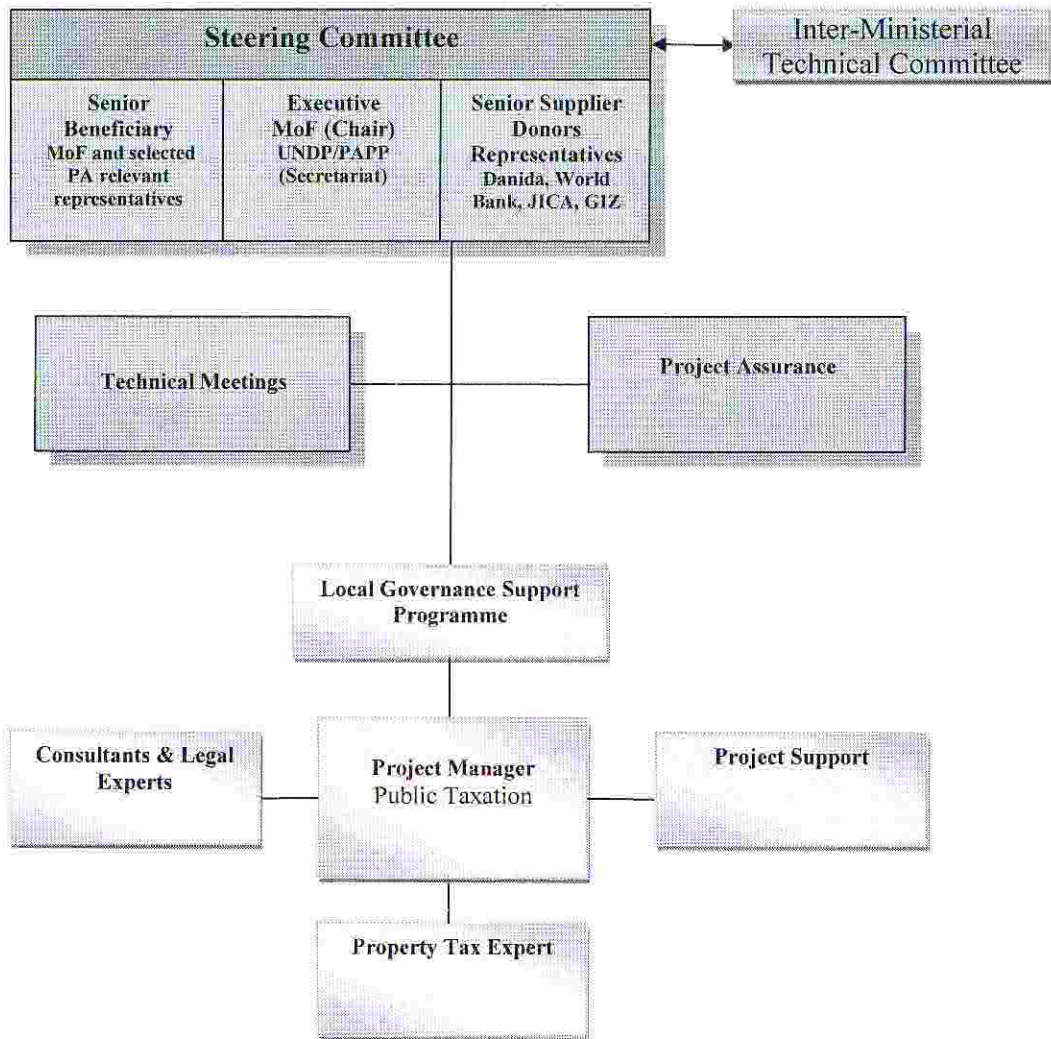 Steering Committee
Inter-Ministerial
Technical Committee
Senior
Beneficiary
MoF and selected
PA relevant
representatives
Executive
MoF (Chair)
UNDP/PAPP
(Secretariat)
Senior Supplier
Donors
Representatives
Danida, World
Bank, JICA, GIZ
Technical Meetings
Project Assurance
Local Governance Support
Programme
Consultants & Legal
Experts
Project Manager
Public Taxation
Project Support
Property Tax Expert